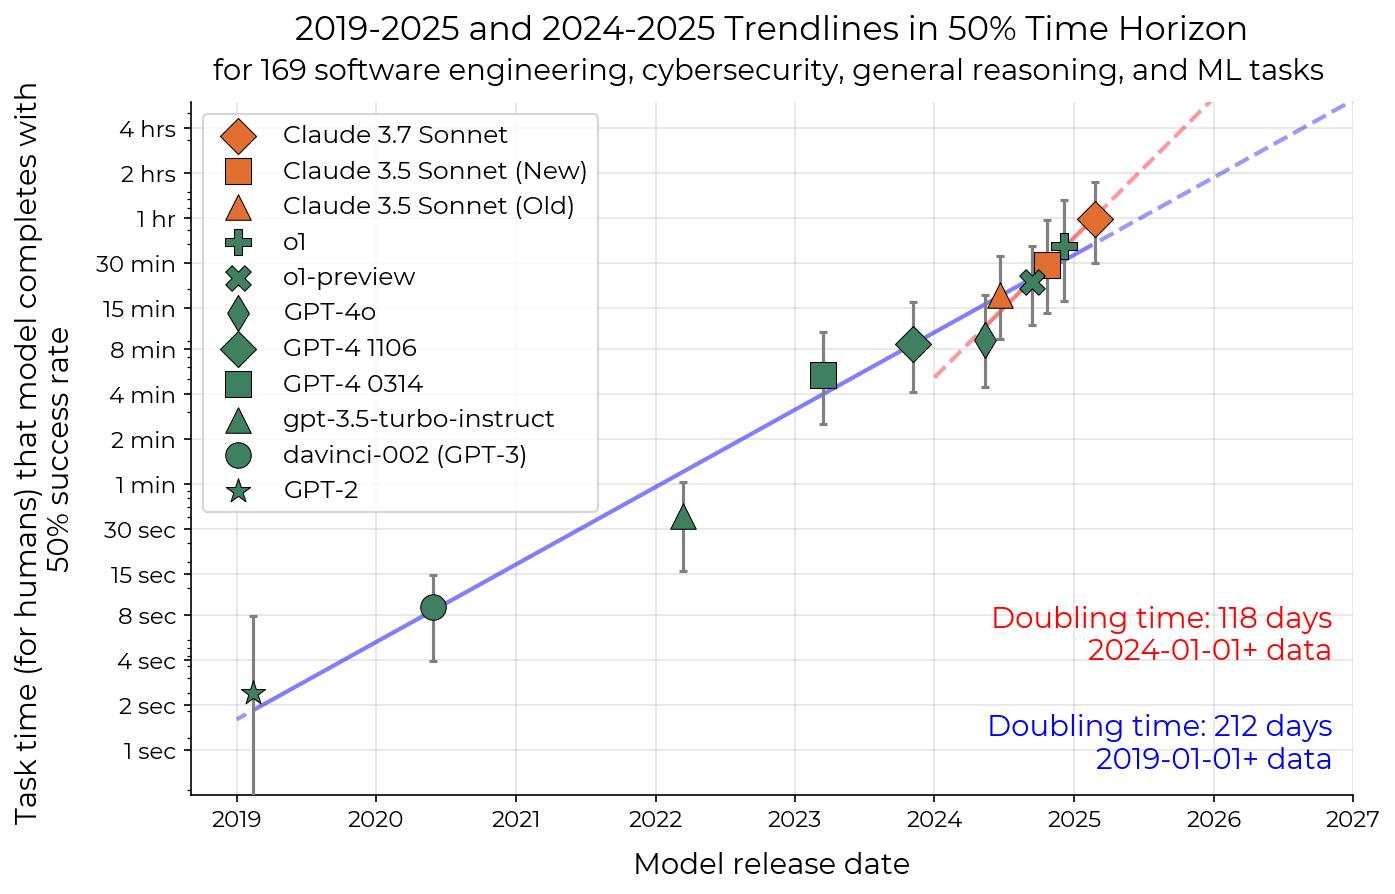 2019-2025 and 2024-2025 Trendlines in 50% Time Horizon
for 169 software engineering, cybersecurity, general reasoning, and ML tasks
Task time (for humans) that model completes with
50% success rate
4 hrs
2 hrs
1 hr
30 min
15 min
8 min
4 min
2 min
1 min
30 sec
15 sec
8 sec
4 sec
2 sec
1 sec
Claude 3.7 Sonnet
Claude 3.5 Sonnet (New)
Claude 3.5 Sonnet (Old)
o1
o1-preview
GPT-4o
GPT-4 1106
GPT-4 0314
gpt-3.5-turbo-instruct
davinci-002 (GPT-3)
GPT-2
Doubling time: 118 days
2024-01-01+ data
Doubling time: 212 days
2019-01-01+ data
2019 2020 2021 2022 2023 2024 2025 2026 2027
Model release date